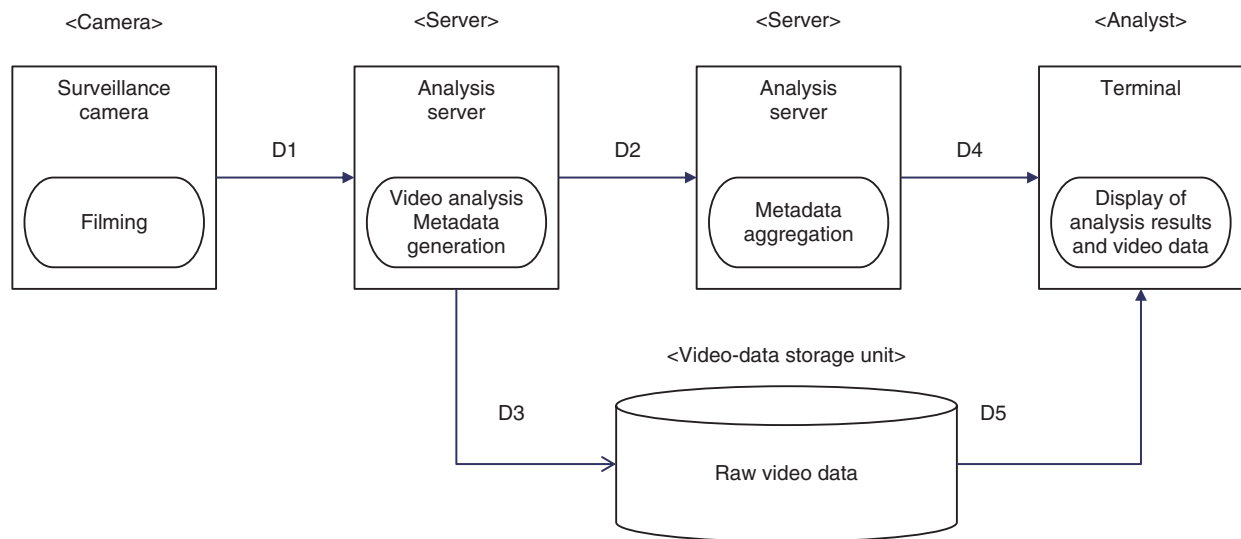 <Camera>
<Server>
<Server>
<Analyst>
Surveillance
camera
Analysis
server
Analysis
server
Terminal
D1
D2
D4
Filming
Video analysis
Metadata
generation
Metadata
aggregation
Display of
analysis results
and video data
<Video-data storage unit>
D3
D5
Raw video data